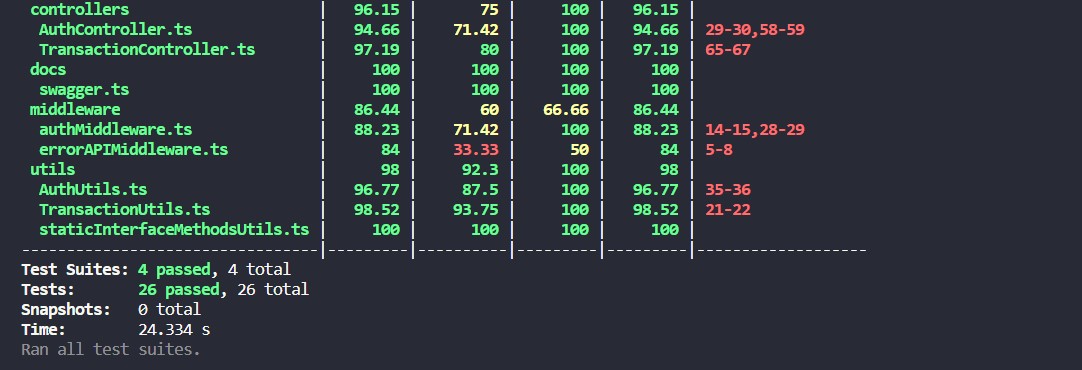 controllers | 96.15 | 75 | 100 | 96.15 |
AuthController.ts | 94.66 | 71.42 | 100 | 94.66 | 29-30,58-59
TransactionController.ts | 97.19 | 80 | 100 | 97.19 | 65-67
docs | 100 | 100 | 100 | 100 |
swagger.ts | 100 | 100 | 100 | 100 |
middleware | 86.44 | 60 | 66.66 | 86.44 |
authMiddleware.ts | 88.23 | 71.42 | 100 | 88.23 | 14-15,28-29
errorAPIMiddleware.ts | 84 | 33.33 | 50 | 84 | 5-8
utils | 98 | 92.3 | 100 | 98 |
AuthUtils.ts | 96.77 | 87.5 | 100 | 96.77 | 35-36
TransactionUtils.ts | 98.52 | 93.75 | 100 | 98.52 | 21-22
staticInterfaceMethodsUtils.ts | 100 | 100 | 100 | 100 |
--------------------------------|---------|----------|---------|---------|-------------------
Test Suites: 4 passed, 4 total
Tests: 26 passed, 26 total
Snapshots: 0 total
Time: 24.334 s
Ran all test suites.